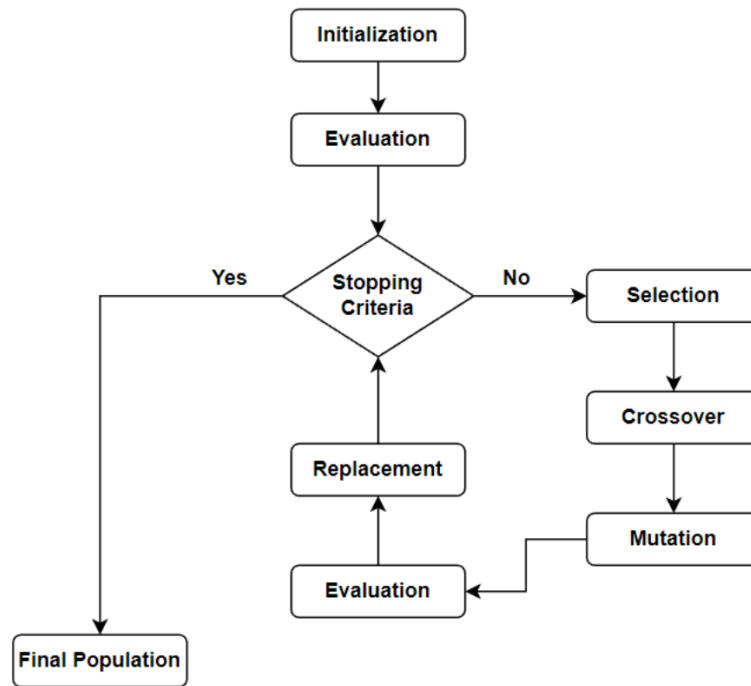 Initialization
Evaluation
Yes
Stopping
Criteria
No
Selection
Crossover
Replacement
Mutation
Evaluation
Final Population